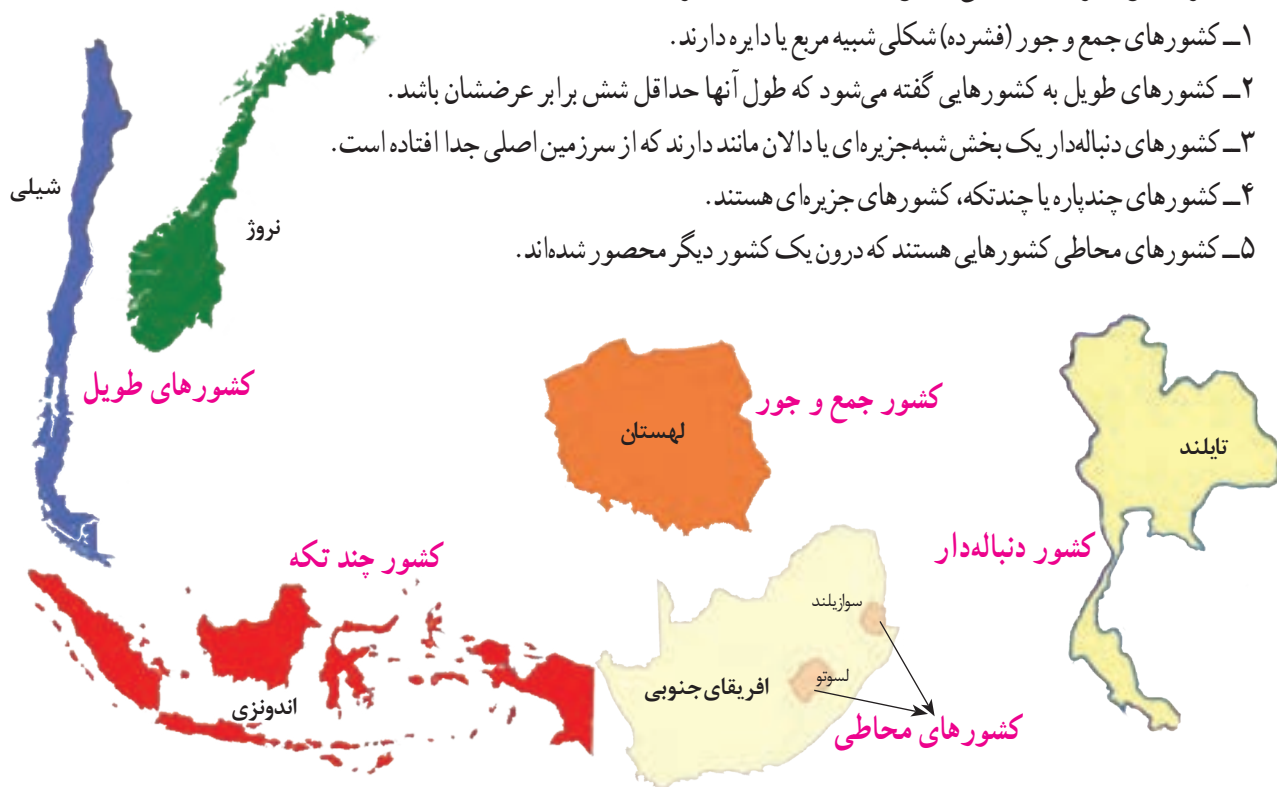 ۱ــ کشورهای جمع و جور (فشرده) شکلی شبیه مربع یا دایره دارند.
۲ــ کشورهای طویل به کشورهایی گفته می‌شود که طول آنها حداقل شش برابر عرضشان باشد.
۳ــ کشورهای دنباله‌دار یک بخش شبه‌جزیره‌ای یا دالان مانند دارند که از سرزمین اصلی جدا افتاده است.
۴ــ کشورهای چندپاره یا چندتکه، کشورهای جزیره‌ای هستند.
۵ــ کشورهای محاطی کشورهایی هستند که درون یک کشور دیگر محصور شده‌اند.
شیلی
نروژ
کشورهای طویل
کشور جمع و جور
لهستان
تایلند
کشور دنباله‌دار
کشور چند تکه
اندونزی
سوازیلند
لسوتو
افریقای جنوبی
کشورهای محاطی